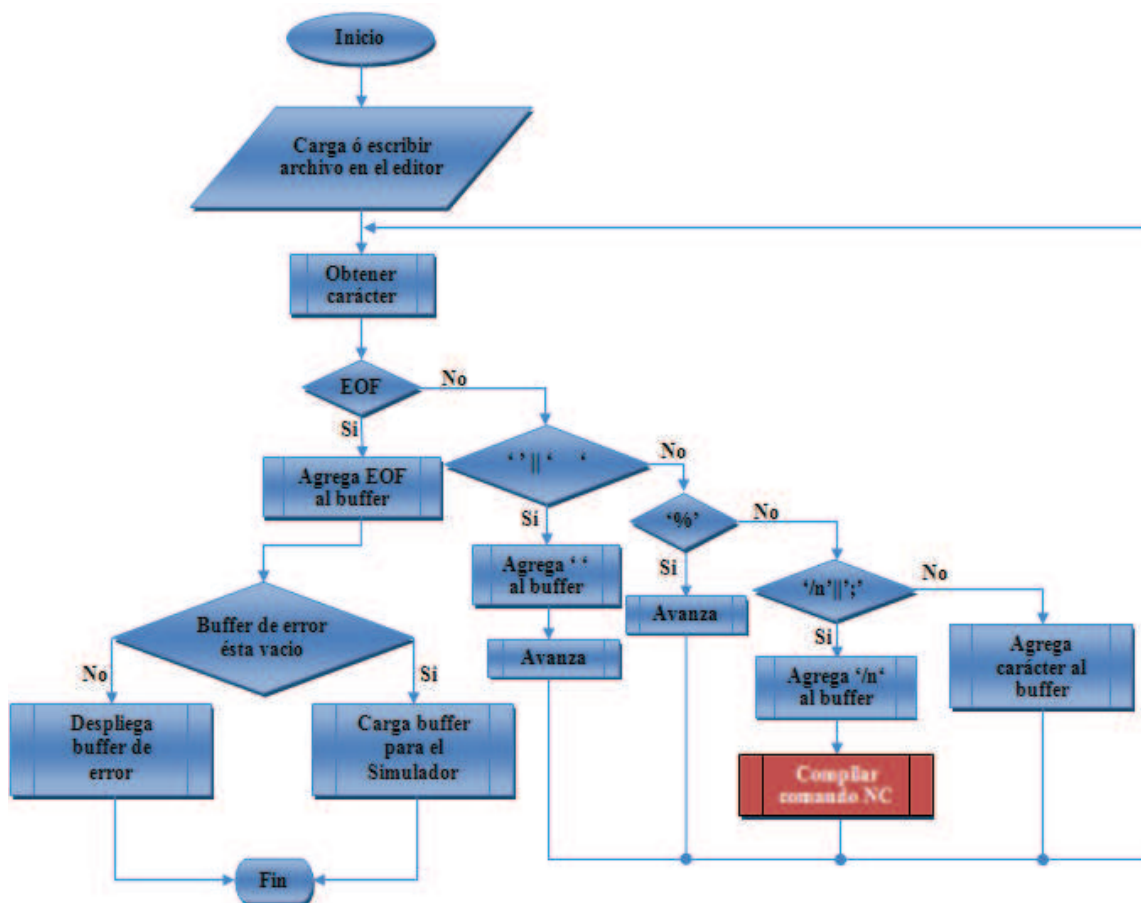 Inicio
Carga ó escribir
archivo en el editor
Obtener
carácter
EOF
No
Si
Agrega EOF
al buffer
‘ ’ || ‘    ‘
No
Sí
Agrega ‘ ‘
al buffer
Avanza
‘%’
No
Si
Avanza
‘/n’||’;’
No
Si
Agrega ‘/n‘
al buffer
Compilar
comando NC
Agrega
carácter al
buffer
Buffer de error
ésta vacio
No
Sí
Despliega
buffer de
error
Carga buffer
para el
Simulador
Fin